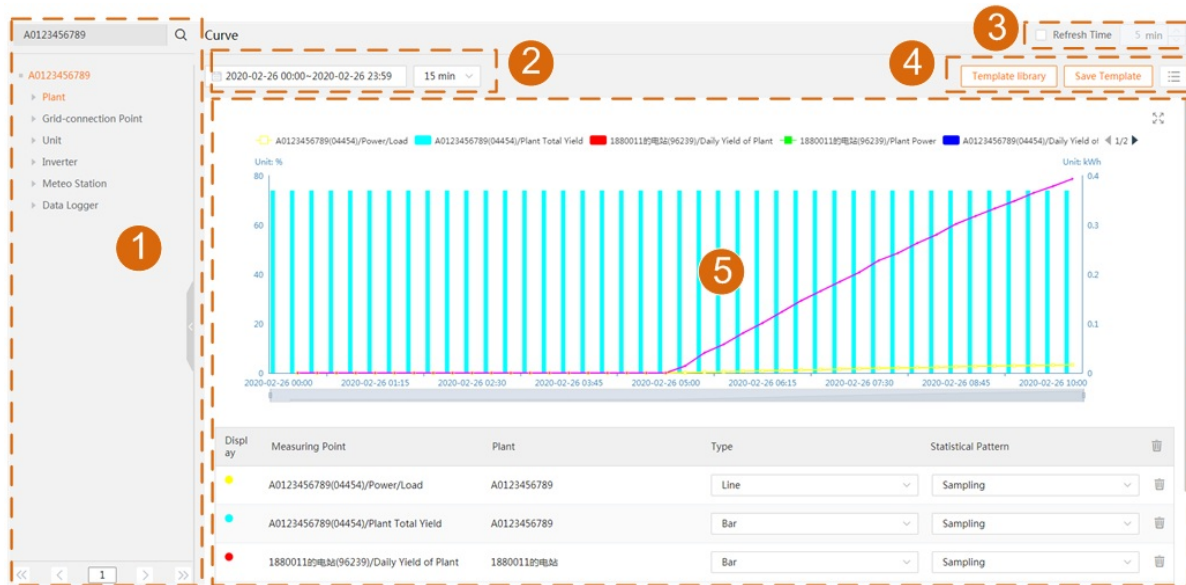 A0123456789
Curve
3
Refresh Time
5 min
2020-02-26 00:00~2020-02-26 23:59
15 min
2
4
Template library
Save Template
A0123456789
Plant
Grid-connection Point
Unit
Inverter
Meteo Station
Data Logger
1
A0123456789(04454)/Power/Load
A0123456789(04454)/Plant Total Yield
1880011的电站(96239)/Daily Yield of Plant
1880011的电站(96239)/Plant Power
A0123456789(04454)/Daily Yield of
1/2
Unit: %
Unit: kWh
80
60
40
20
0
0.4
0.3
0.2
0.1
0
5
2020-02-26 00:00
2020-02-26 01:15
2020-02-26 02:30
2020-02-26 03:45
2020-02-26 05:00
2020-02-26 06:15
2020-02-26 07:30
2020-02-26 08:45
2020-02-26 10:00
Display
Measuring Point
Plant
Type
Statistical Pattern
A0123456789(04454)/Power/Load
A0123456789
Line
Sampling
A0123456789(04454)/Plant Total Yield
A0123456789
Bar
Sampling
1880011的电站(96239)/Daily Yield of Plant
1880011的电站
Bar
Sampling
1